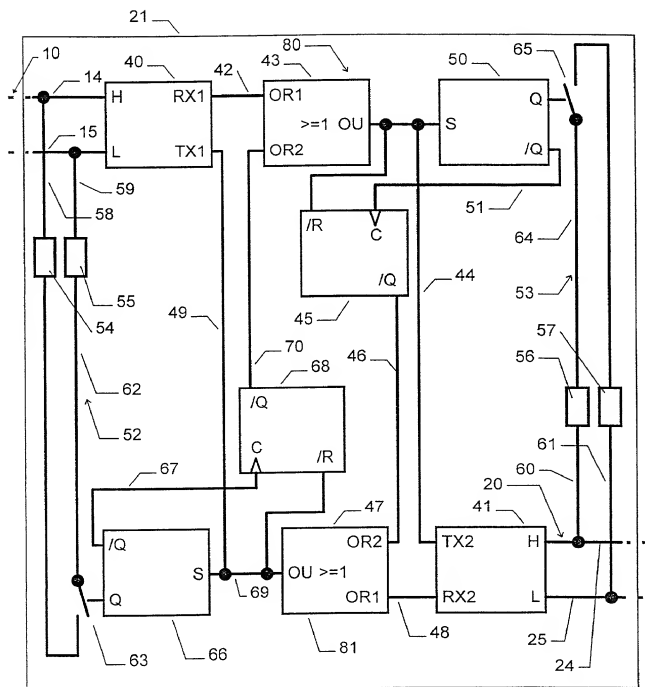 21
10
14
40
42
43
80
50
65
H
RX1
OR1
Q
>=1
OU
S
15
L
TX1
OR2
/Q
59
58
51
/R
C
64
/Q
53
55
54
49
45
44
57
70
68
46
56
62
/Q
52
C
/R
61
67
60
47
20
41
/Q
OR2
TX2
H
S
OU
>=1
Q
69
OR1
RX2
L
63
66
81
48
25
24